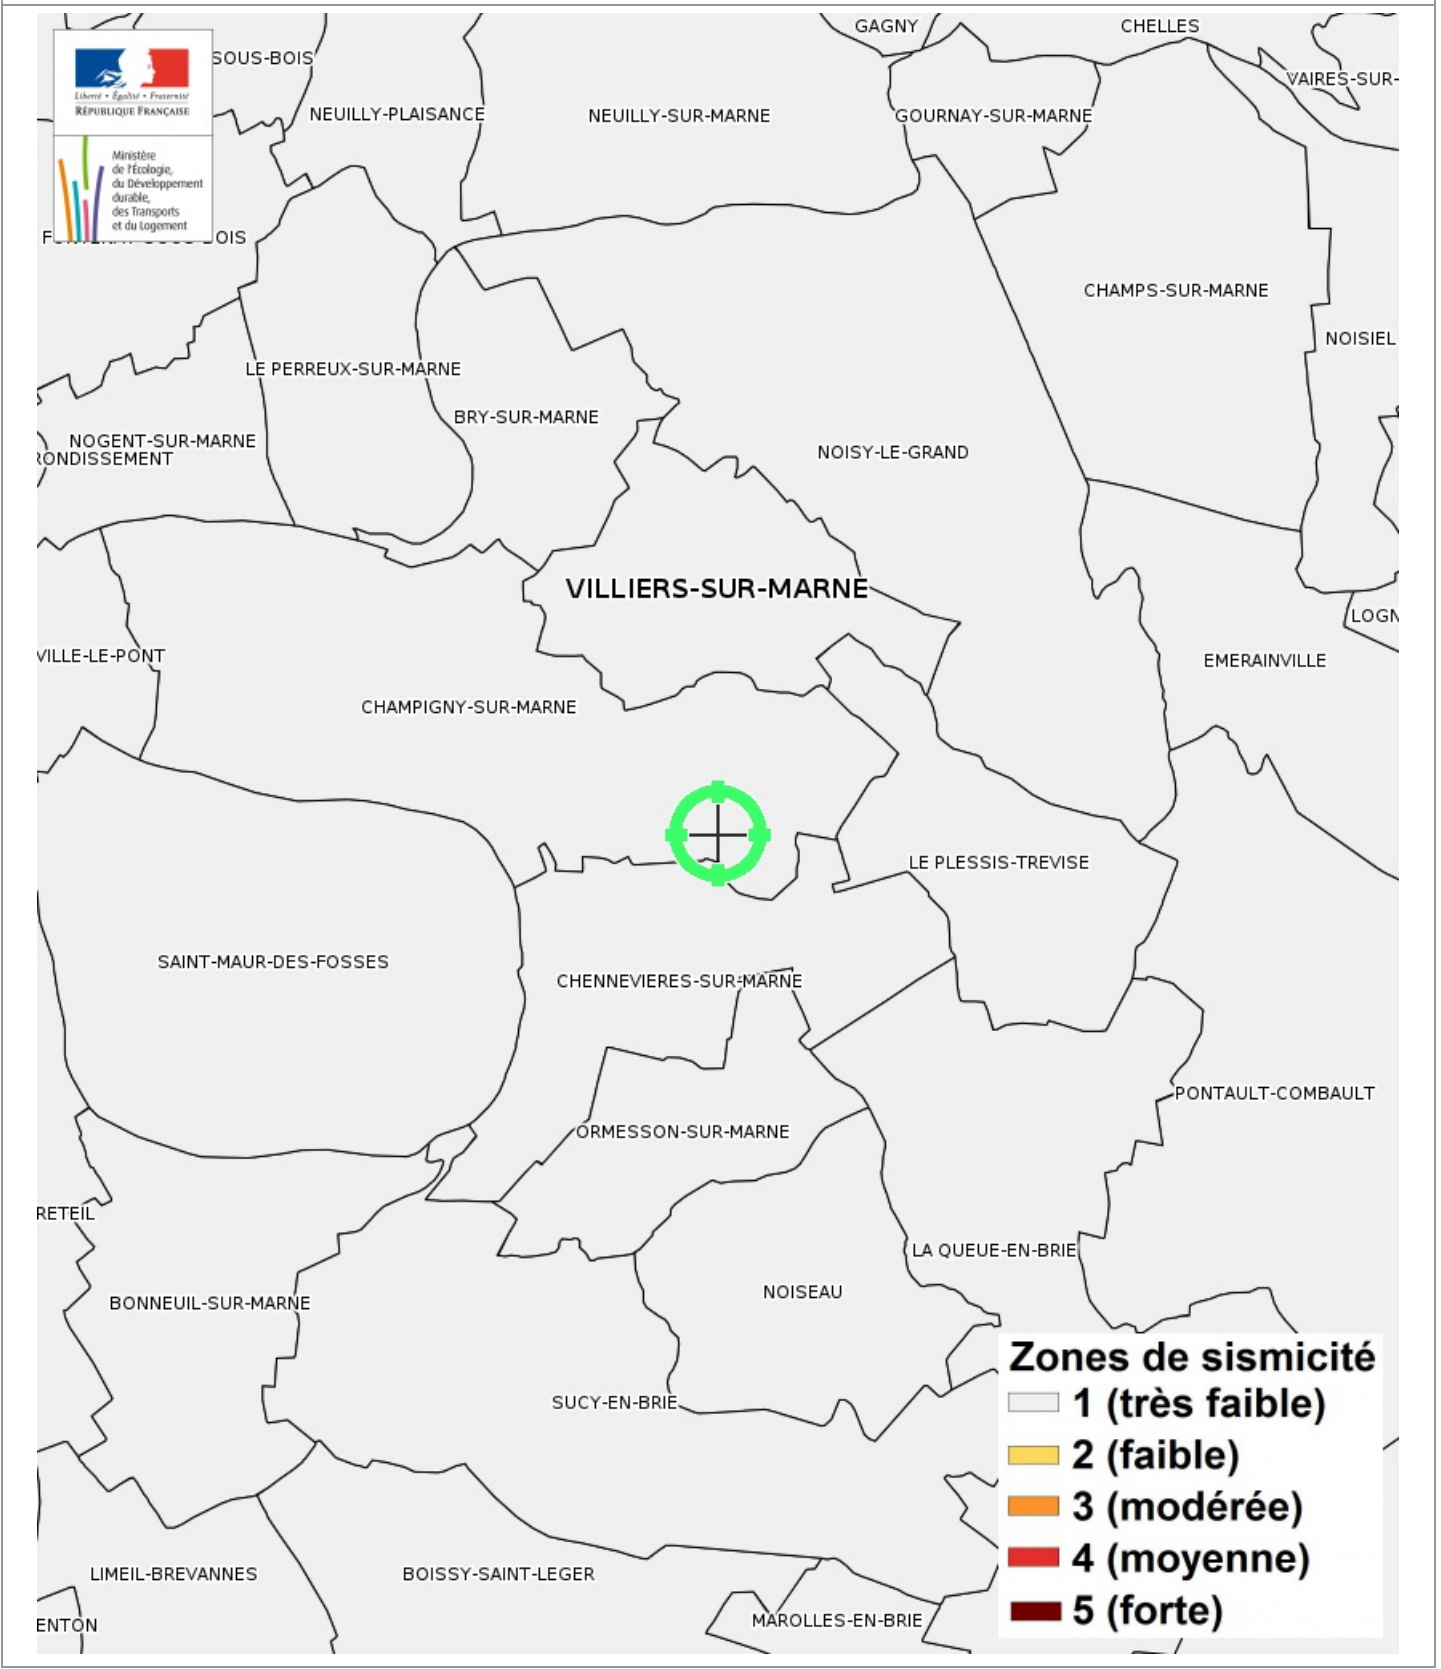 GAGNY
CHELLES
SOUS-BOIS
VAIRES-SUR-
NEUILLY-PLAISANCE
NEUILLY-SUR-MARNE
GOURNAY-SUR-MARNE
Liberté • Égalité • Fraternité
RÉPUBLIQUE FRANÇAISE
Ministère
de l'Écologie,
du Développement
durable,
des Transports
et du Logement
FONTENAY-SOUS-BOIS
CHAMPS-SUR-MARNE
NOISIEL
LE PERREUX-SUR-MARNE
BRY-SUR-MARNE
NOGENT-SUR-MARNE
NOISY-LE-GRAND
RONDISSEMENT
VILLIERS-SUR-MARNE
LOGN
VILLE-LE-PONT
EMERAINVILLE
CHAMPIGNY-SUR-MARNE
LE PLESSIS-TREVISE
SAINT-MAUR-DES-FOSSES
CHENNEVIERES-SUR-MARNE
PONTAULT-COMBAULT
ORMESSON-SUR-MARNE
RETEIL
LA QUEUE-EN-BRIE
NOISEAU
BONNEUIL-SUR-MARNE
SUCY-EN-BRIE
LIMEIL-BREVANNES
BOISSY-SAINT-LEGER
MAROLLES-EN-BRIE
ENTON
Zones de sismicité
1 (très faible)
2 (faible)
3 (modérée)
4 (moyenne)
5 (forte)